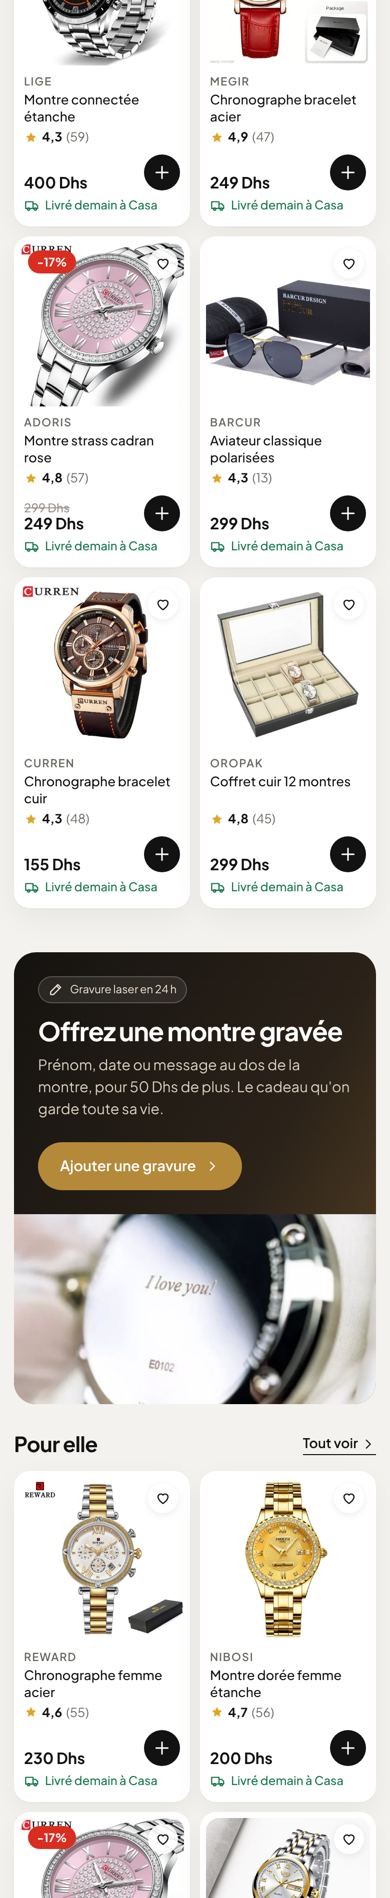 Package
LIGE
Montre connectée
étanche
4,3 (59)
400 Dhs
Livré demain à Casa
MEGIR
Chronographe bracelet
acier
4,9 (47)
249 Dhs
Livré demain à Casa
CURREN
-17%
ADORIS
Montre strass cadran
rose
4,8 (57)
299 Dhs
249 Dhs
Livré demain à Casa
BARCUR DESIGN
BARCUR
Aviateur classique
polarisées
4,3 (13)
299 Dhs
Livré demain à Casa
CURREN
CURREN
CURREN
Chronographe bracelet
cuir
4,3 (48)
155 Dhs
Livré demain à Casa
OROPAK
Coffret cuir 12 montres
4,8 (45)
299 Dhs
Livré demain à Casa
Gravure laser en 24 h
Offrez une montre gravée
Prénom, date ou message au dos de la
montre, pour 50 Dhs de plus. Le cadeau qu'on
garde toute sa vie.
Ajouter une gravure
I love you!
E0102
Pour elle
Tout voir
REWARD
REWARD
Chronographe femme
acier
4,6 (55)
230 Dhs
Livré demain à Casa
NIBOSI
Montre dorée femme
étanche
4,7 (56)
200 Dhs
Livré demain à Casa
CURREN
-17%